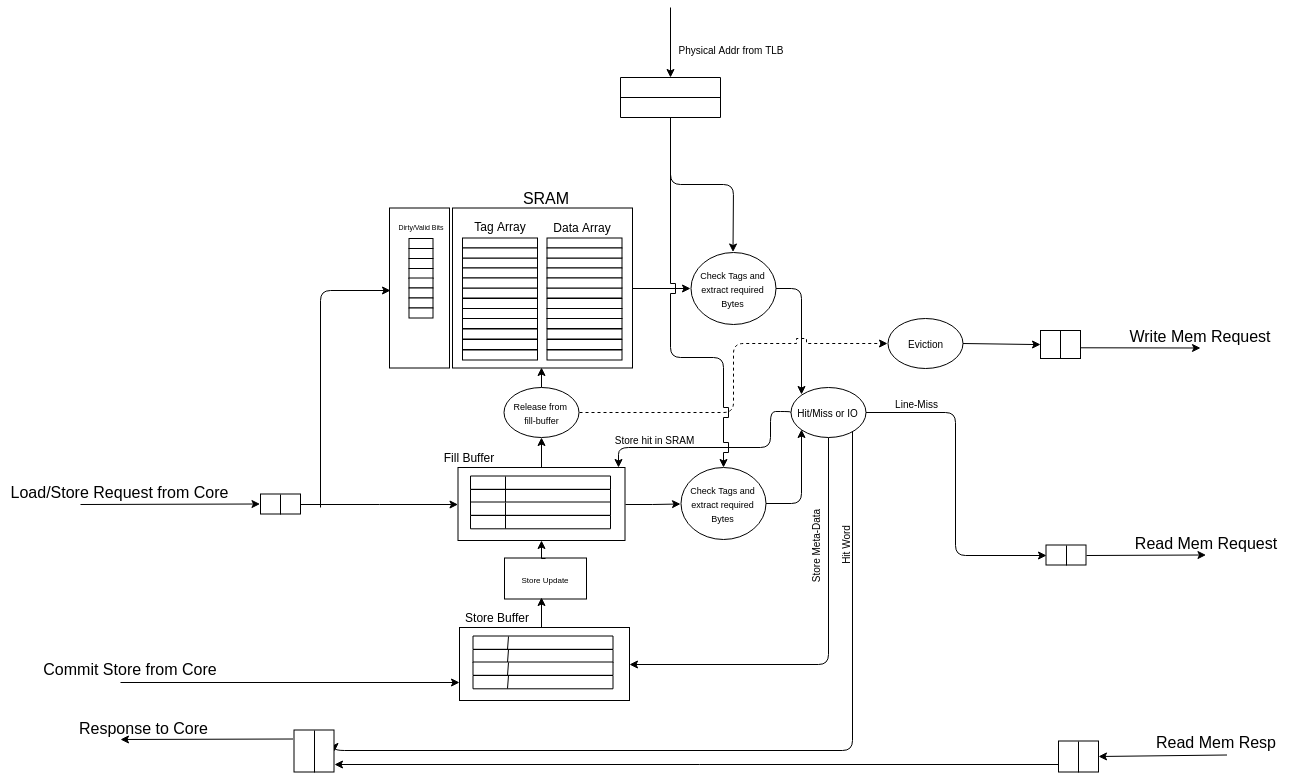 Physical Addr from TLB
SRAM
Dirty/Valid Bits
Tag Array
Data Array
Check Tags and
extract required
Bytes
Eviction
Write Mem Request
Release from
fill-buffer
Hit/Miss or IO
Line-Miss
Store hit in SRAM
Fill Buffer
Load/Store Request from Core
Check Tags and
extract required
Bytes
Store Meta-Data
Hit Word
Read Mem Request
Store Update
Store Buffer
Commit Store from Core
Response to Core
Read Mem Resp